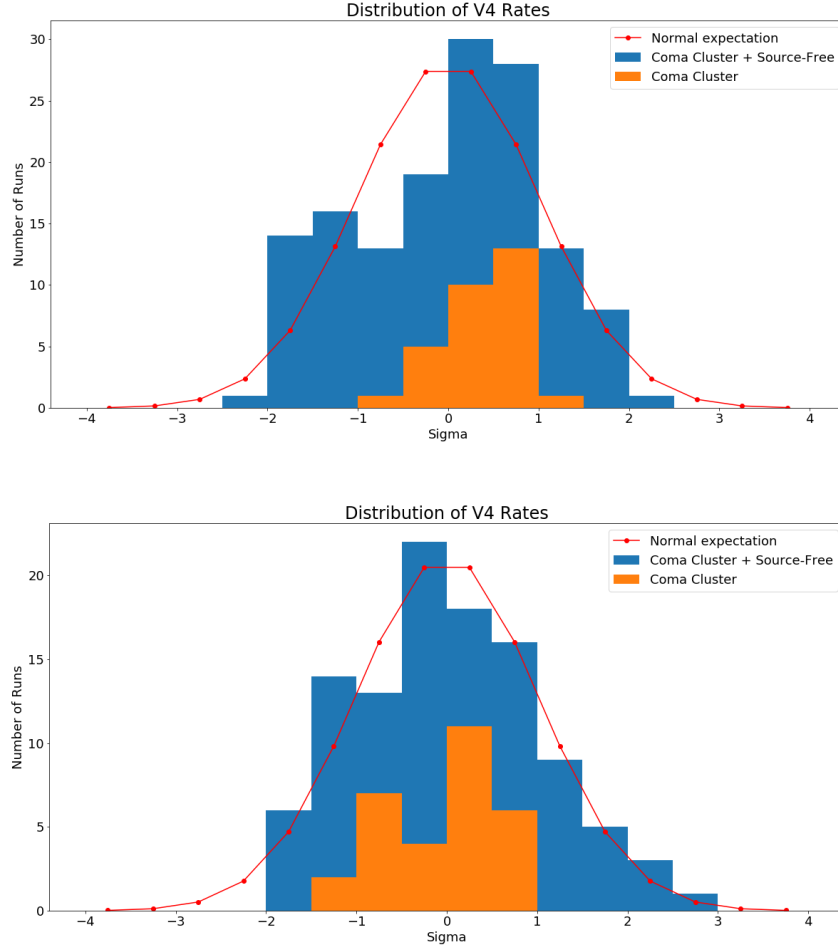 Distribution of V4 Rates
Normal expectation
Coma Cluster + Source-Free
Coma Cluster
Number of Runs
30
25
20
15
10
5
0
−4 −3 −2 −1 0 1 2 3 4
Sigma
Distribution of V4 Rates
Normal expectation
Coma Cluster + Source-Free
Coma Cluster
Number of Runs
20
15
10
5
0
−4 −3 −2 −1 0 1 2 3 4
Sigma